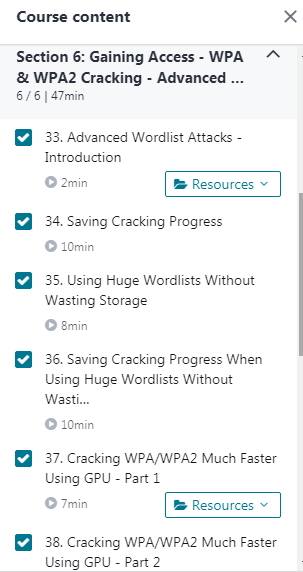 Course content
Section 6: Gaining Access - WPA
& WPA2 Cracking - Advanced ...
6 / 6 | 47min
33. Advanced Wordlist Attacks -
Introduction
2min
Resources
34. Saving Cracking Progress
10min
35. Using Huge Wordlists Without
Wasting Storage
8min
36. Saving Cracking Progress When
Using Huge Wordlists Without
Wasti...
10min
37. Cracking WPA/WPA2 Much Faster
Using GPU - Part 1
7min
Resources
38. Cracking WPA/WPA2 Much Faster
Using GPU - Part 2